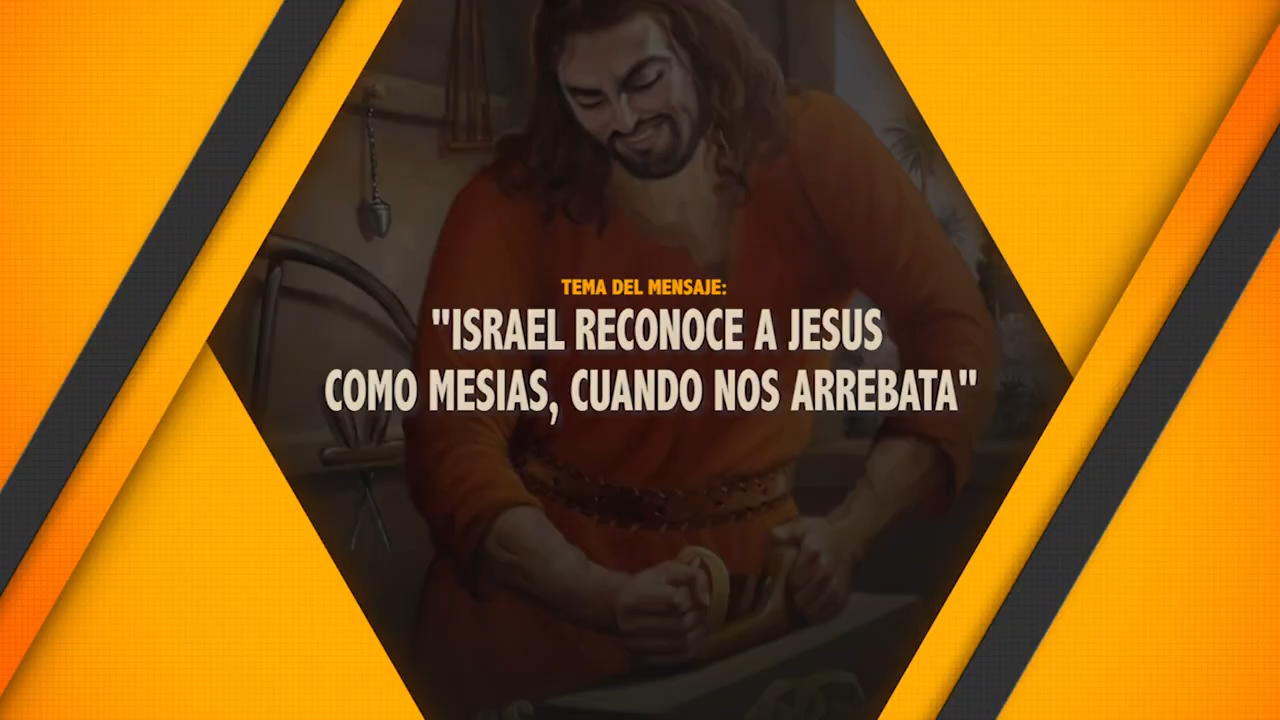 TEMA DEL MENSAJE:
"ISRAEL RECONOCE A JESUS
COMO MESIAS, CUANDO NOS ARREBATA"